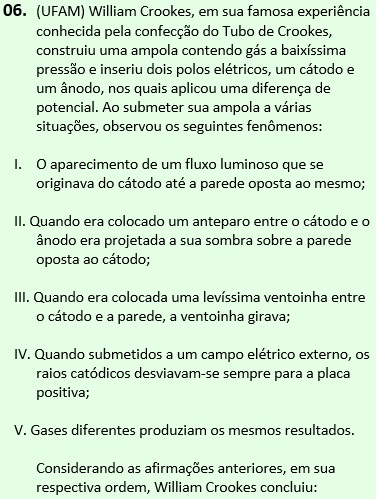 06. (UFAM) William Crookes, em sua famosa experiência
conhecida pela confecção do Tubo de Crookes,
construiu uma ampola contendo gás a baixíssima
pressão e inseriu dois polos elétricos, um cátodo e
um ânodo, nos quais aplicou uma diferença de
potencial. Ao submeter sua ampola a várias
situações, observou os seguintes fenômenos:
I. O aparecimento de um fluxo luminoso que se
originava do cátodo até a parede oposta ao mesmo;
II. Quando era colocado um anteparo entre o cátodo e o
ânodo era projetada a sua sombra sobre a parede
oposta ao cátodo;
III. Quando era colocada uma levíssima ventoinha entre
o cátodo e a parede, a ventoinha girava;
IV. Quando submetidos a um campo elétrico externo, os
raios catódicos desviavam-se sempre para a placa
positiva;
V. Gases diferentes produziam os mesmos resultados.
Considerando as afirmações anteriores, em sua
respectiva ordem, William Crookes concluiu: